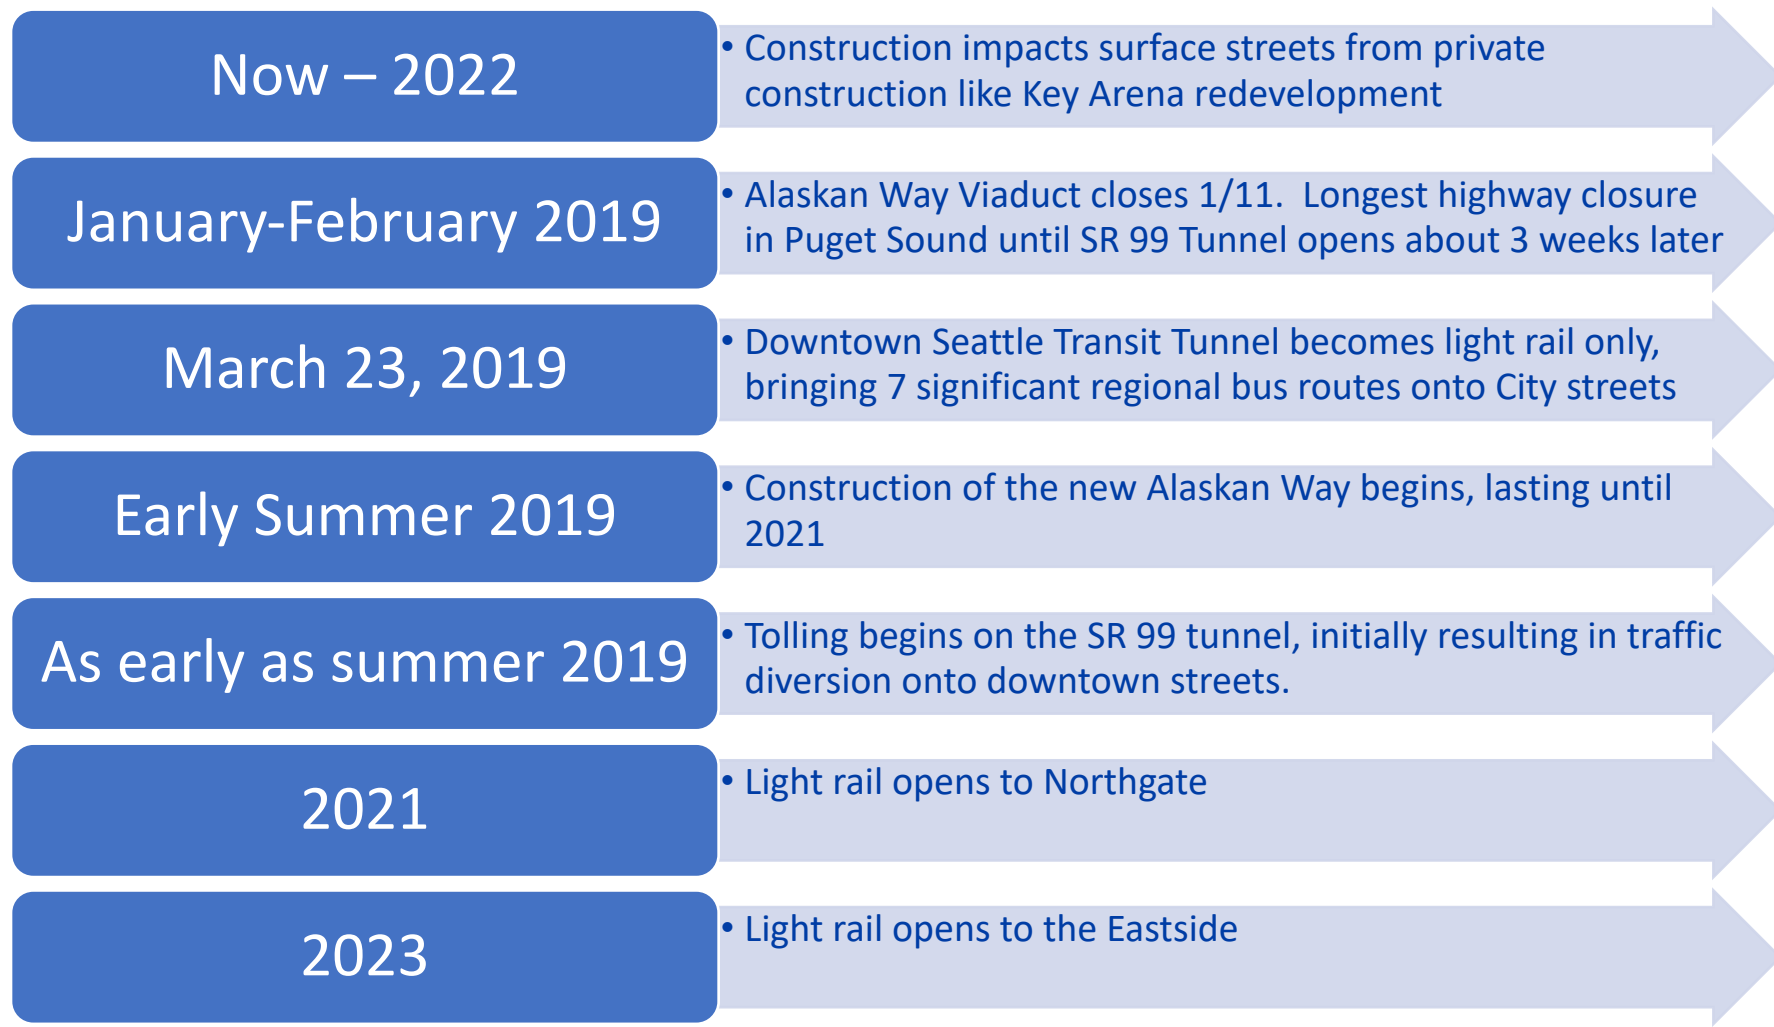 Now – 2022
• Construction impacts surface streets from private
construction like Key Arena redevelopment
January-February 2019
• Alaskan Way Viaduct closes 1/11.  Longest highway closure
in Puget Sound until SR 99 Tunnel opens about 3 weeks later
March 23, 2019
• Downtown Seattle Transit Tunnel becomes light rail only,
bringing 7 significant regional bus routes onto City streets
Early Summer 2019
• Construction of the new Alaskan Way begins, lasting until
2021
As early as summer 2019
• Tolling begins on the SR 99 tunnel, initially resulting in traffic
diversion onto downtown streets.
2021
• Light rail opens to Northgate
2023
• Light rail opens to the Eastside